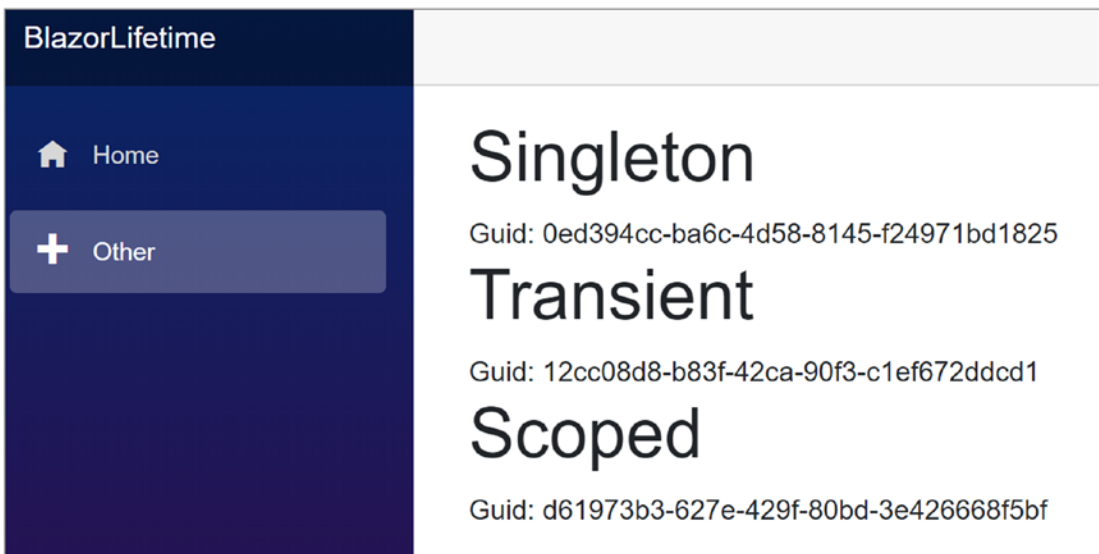 BlazorLifetime
Home
Other
Singleton
Guid: 0ed394cc-ba6c-4d58-8145-f24971bd1825
Transient
Guid: 12cc08d8-b83f-42ca-90f3-c1ef672ddcd1
Scoped
Guid: d61973b3-627e-429f-80bd-3e426668f5bf